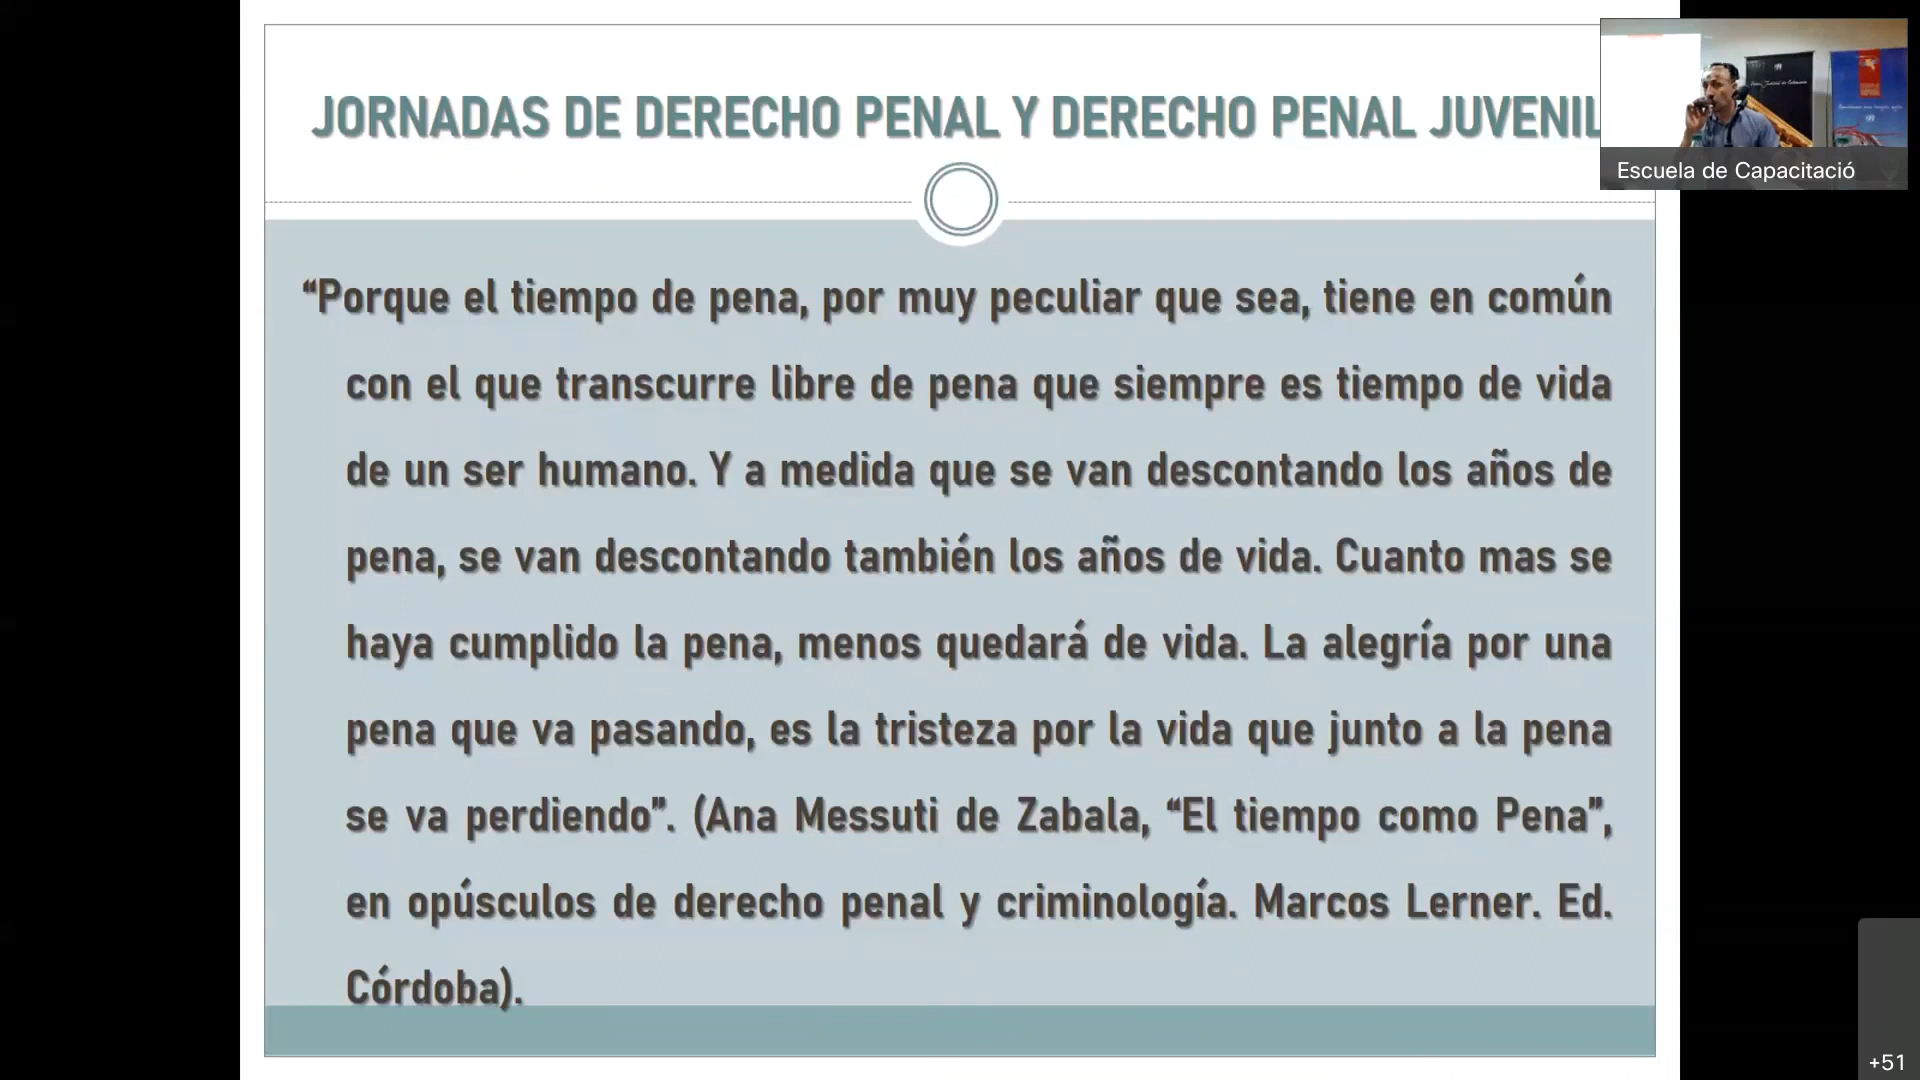 JORNADAS DE DERECHO PENAL Y DERECHO PENAL JUVENIL
Escuela de Capacitació
“Porque el tiempo de pena, por muy peculiar que sea, tiene en común
con el que transcurre libre de pena que siempre es tiempo de vida
de un ser humano. Y a medida que se van descontando los años de
pena, se van descontando también los años de vida. Cuanto mas se
haya cumplido la pena, menos quedará de vida. La alegría por una
pena que va pasando, es la tristeza por la vida que junto a la pena
se va perdiendo”. (Ana Messuti de Zabala, “El tiempo como Pena”,
en opúsculos de derecho penal y criminología. Marcos Lerner. Ed.
Córdoba).
+51